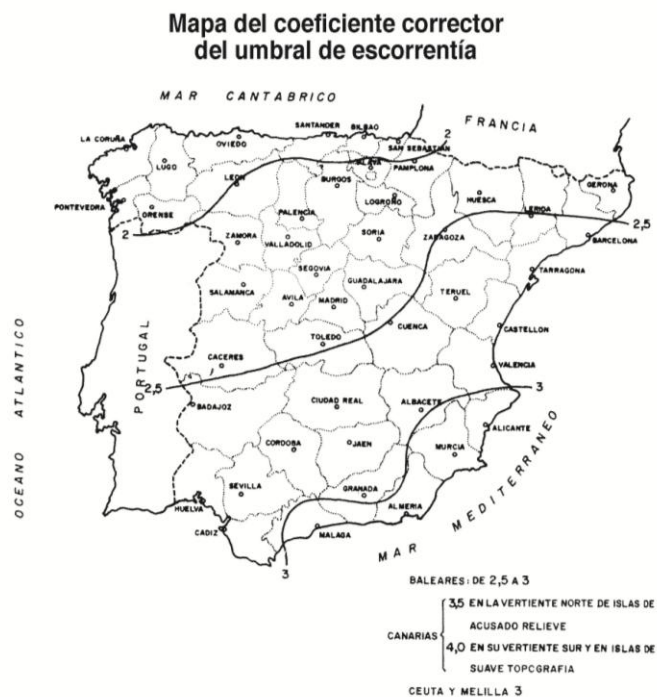 Mapa del coeficiente corrector
del umbral de escorrentía
MAR CANTABRICO
FRANCIA
LA CORUÑA
OVIEDO
SANTANDER
BILBAO
SAN SEBASTIAN
2
LUGO
LEON
ALAVA
PAMPLONA
BURGOS
PONTEVEDRA
ORENSE
LOGROÑO
HUESCA
LERIDA
GERONA
2
PALENCIA
2,5
ZAMORA
VALLADOLID
SORIA
ZARAGOZA
BARCELONA
SEGOVIA
TARRAGONA
SALAMANCA
GUADALAJARA
TERUEL
AVILA
MADRID
CUENCA
CASTELLON
TOLEDO
PORTUGAL
CACERES
VALENCIA
2,5
3
BADAJOZ
CIUDAD REAL
ALBACETE
ALICANTE
OCEANO ATLANTICO
CORDOBA
JAEN
MURCIA
SEVILLA
GRANADA
HUELVA
ALMERIA
CADIZ
MALAGA
MAR MEDITERRANEO
3
BALEARES: DE 2,5 A 3
3,5 EN LA VERTIENTE NORTE DE ISLAS DE
ACUSADO RELIEVE
CANARIAS
4,0 EN SU VERTIENTE SUR Y EN ISLAS DE
SUAVE TOPOGRAFIA
CEUTA Y MELILLA 3